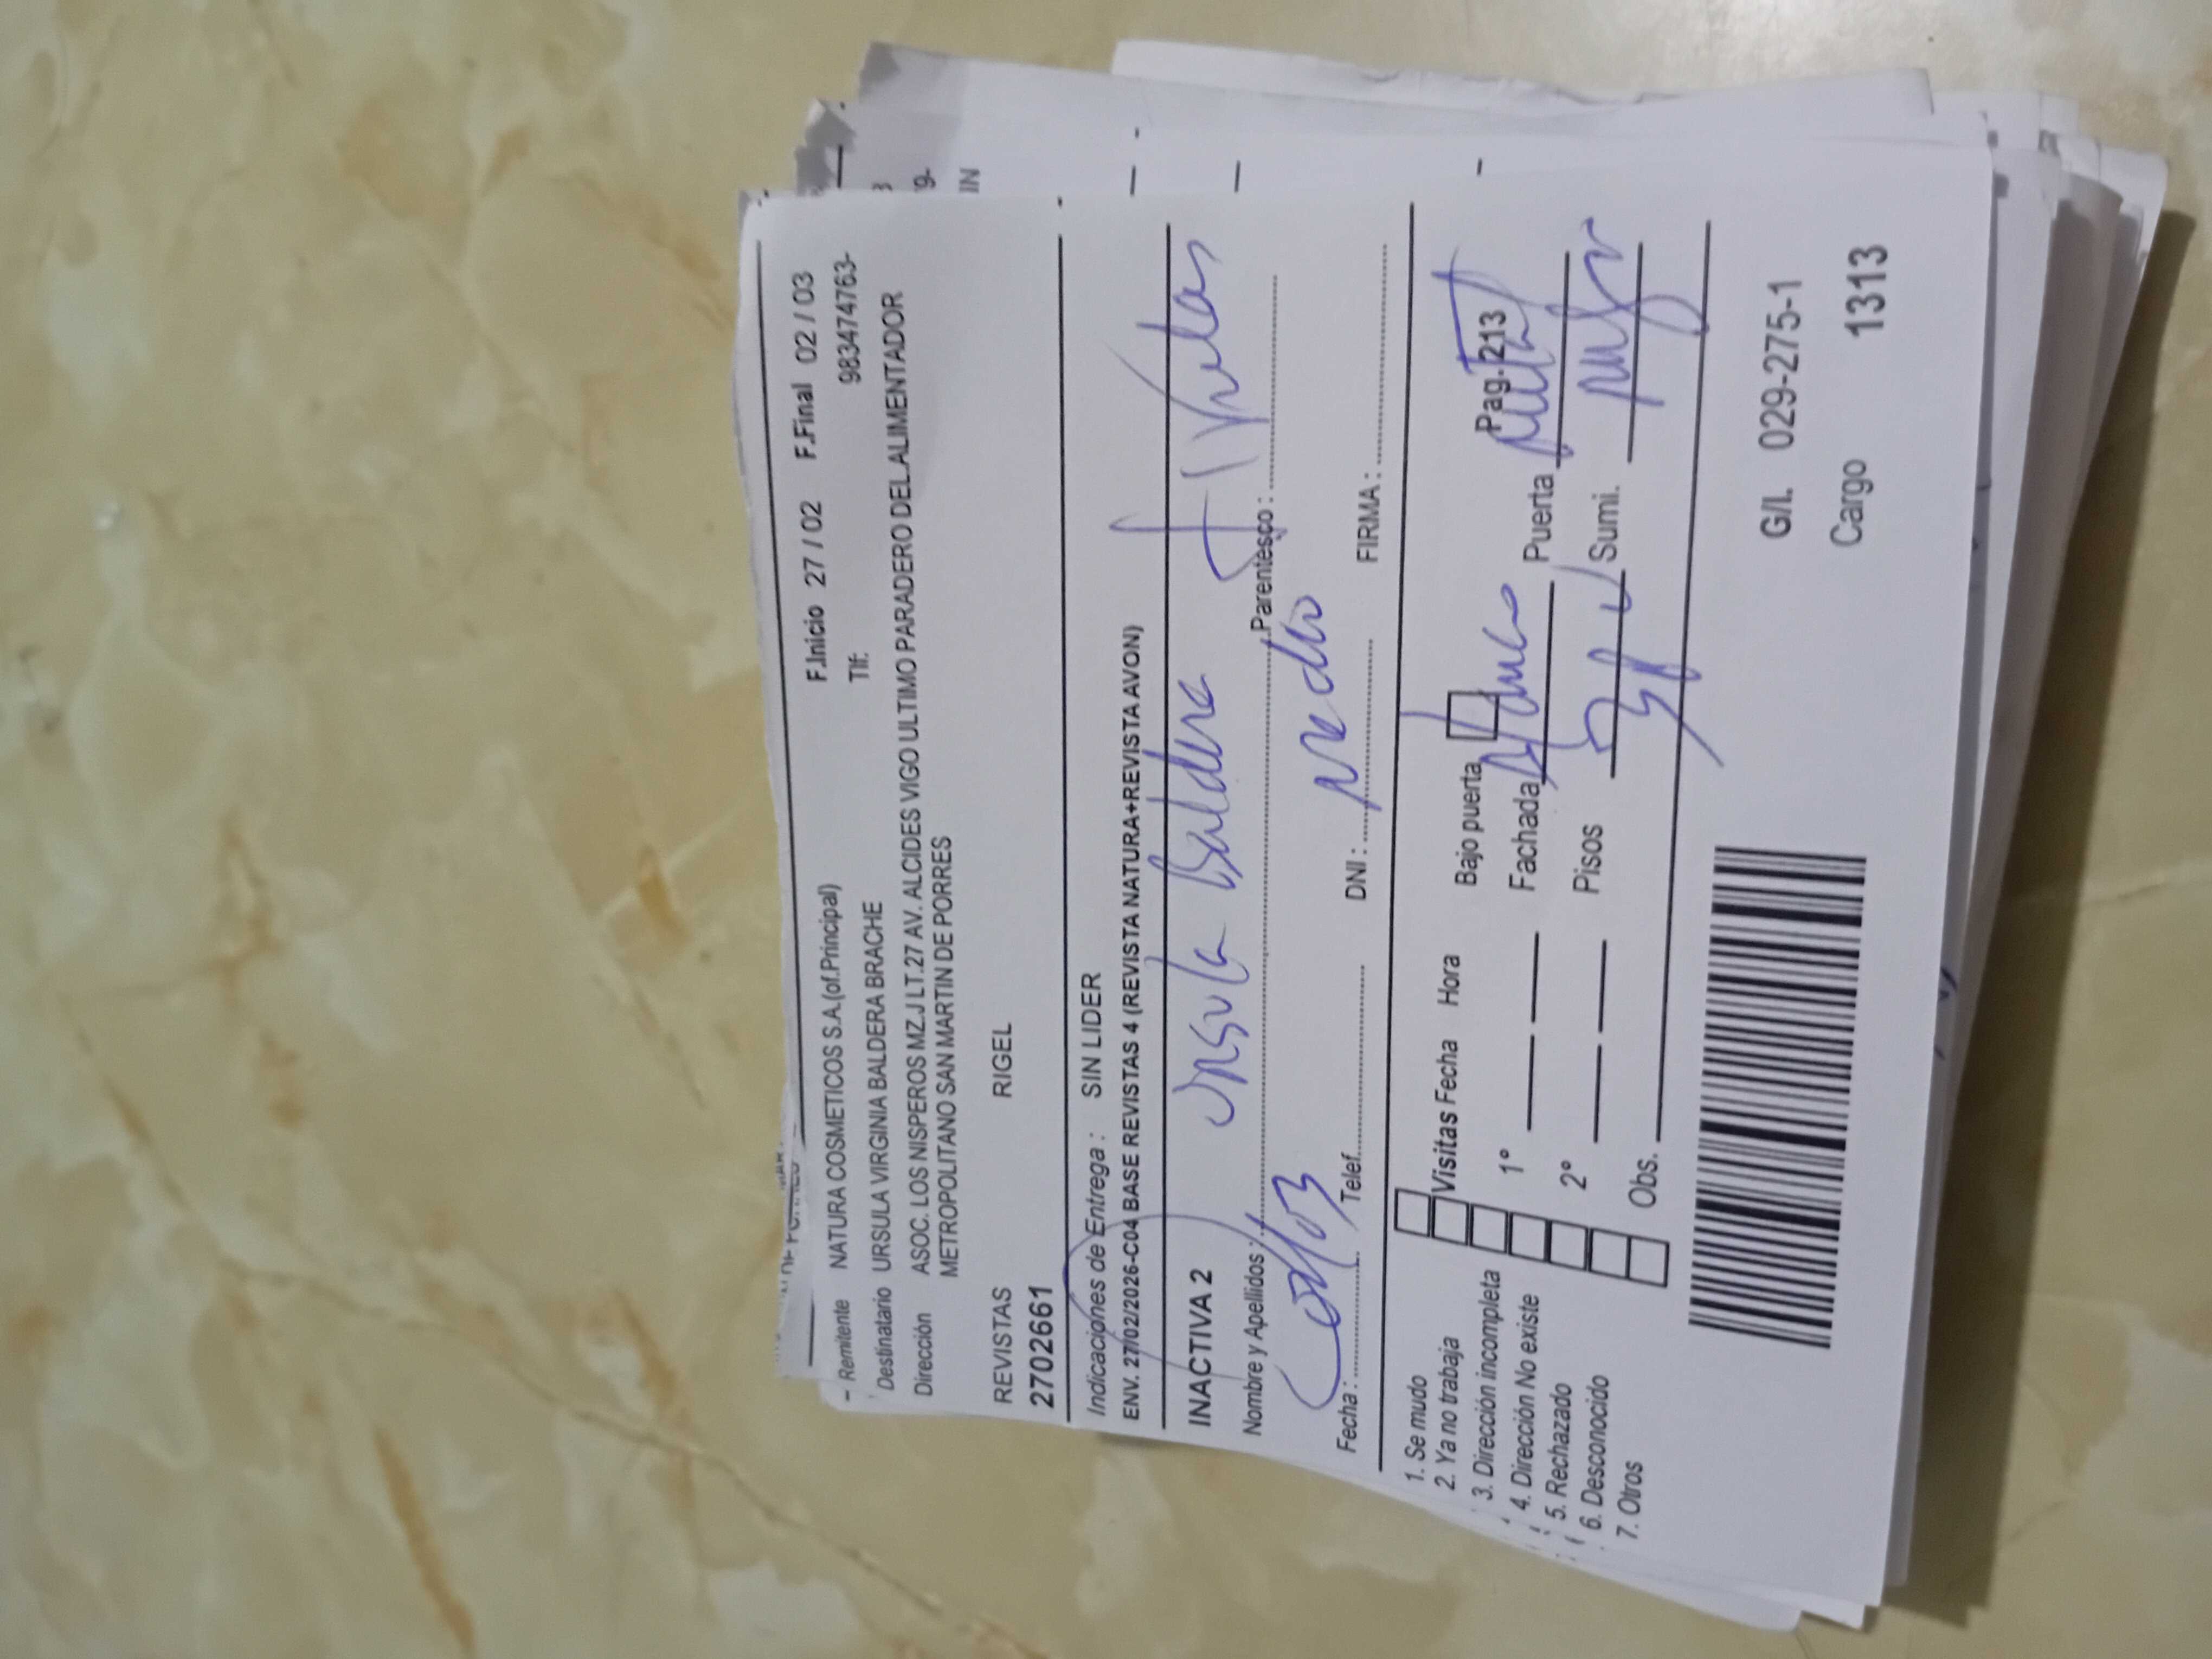 F.Inicio 27 / 02 F.Final 02 / 03
- Remitente NATURA COSMETICOS S.A.(of.Principal) Tlf: 983474763-
Destinatario URSULA VIRGINIA BALDERA BRACHE
Dirección ASOC. LOS NISPEROS MZ.J LT.27 AV. ALCIDES VIGO ULTIMO PARADERO DEL ALIMENTADOR
METROPOLITANO SAN MARTIN DE PORRES
REVISTAS RIGEL
2702661
Indicaciones de Entrega : SIN LIDER
ENV. 27/02/2026-C04 BASE REVISTAS 4 (REVISTA NATURA+REVISTA AVON)
INACTIVA 2
Nombre y Apellidos : Ursula Baldera Parentesco :
Fecha : Telef. DNI : FIRMA :
Pag-213
1. Se mudo
2. Ya no trabaja
3. Dirección incompleta
4. Dirección No existe
5. Rechazado
6. Desconocido
7. Otros
Visitas Fecha Hora Bajo puerta
1° Fachada Puerta
2° Pisos Sumi.
Obs.
G/I. 029-275-1
Cargo 1313